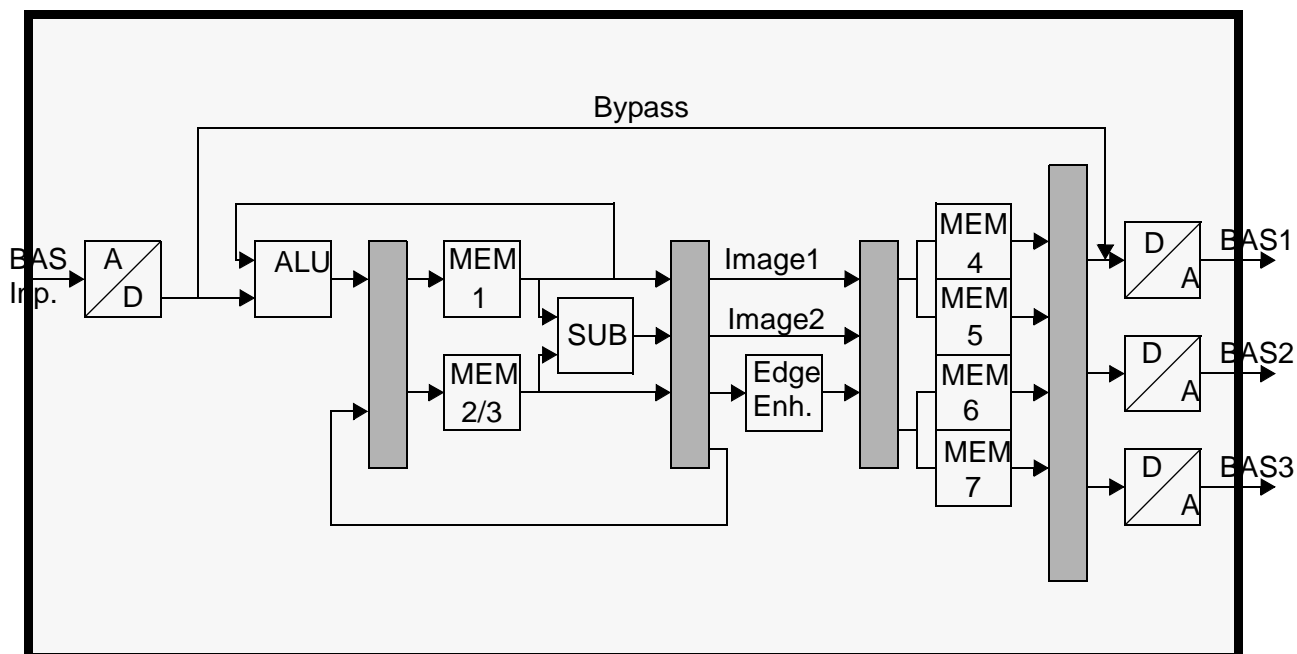 Bypass
BAS
Inp.
A
D
ALU
MEM
1
MEM
2/3
SUB
Image1
Image2
Edge
Enh.
MEM
4
MEM
5
MEM
6
MEM
7
D
A
BAS1
D
A
BAS2
D
A
BAS3